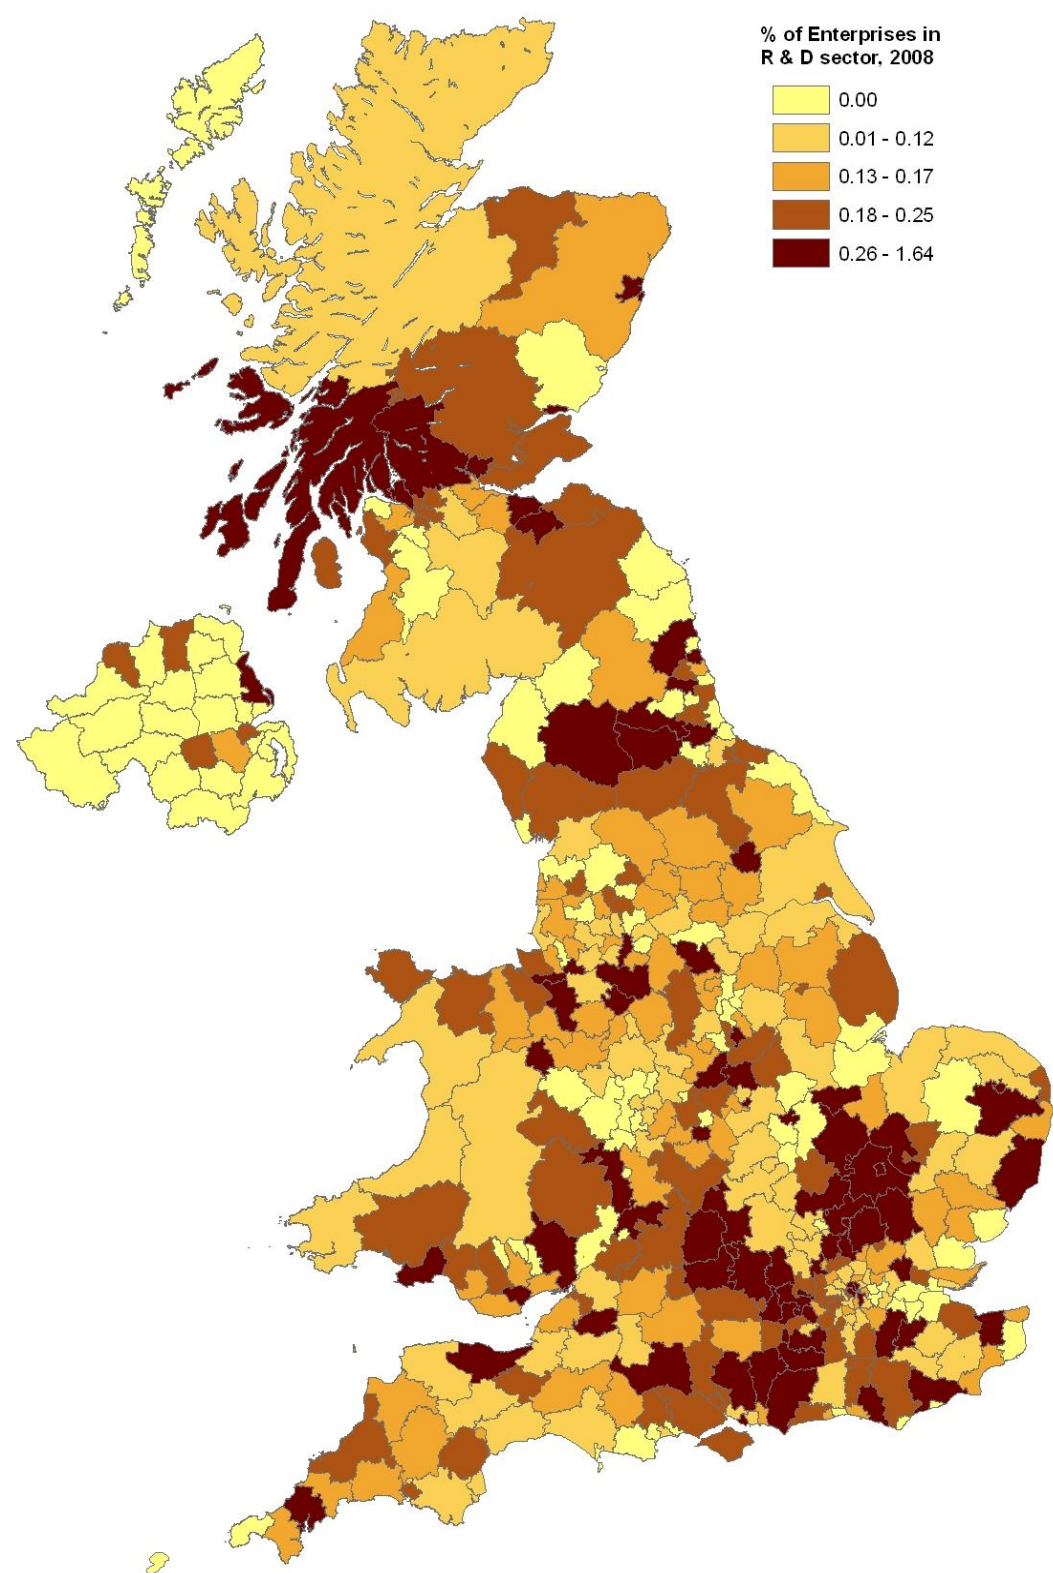 % of Enterprises in
R & D sector, 2008
0.00
0.01 - 0.12
0.13 - 0.17
0.18 - 0.25
0.26 - 1.64